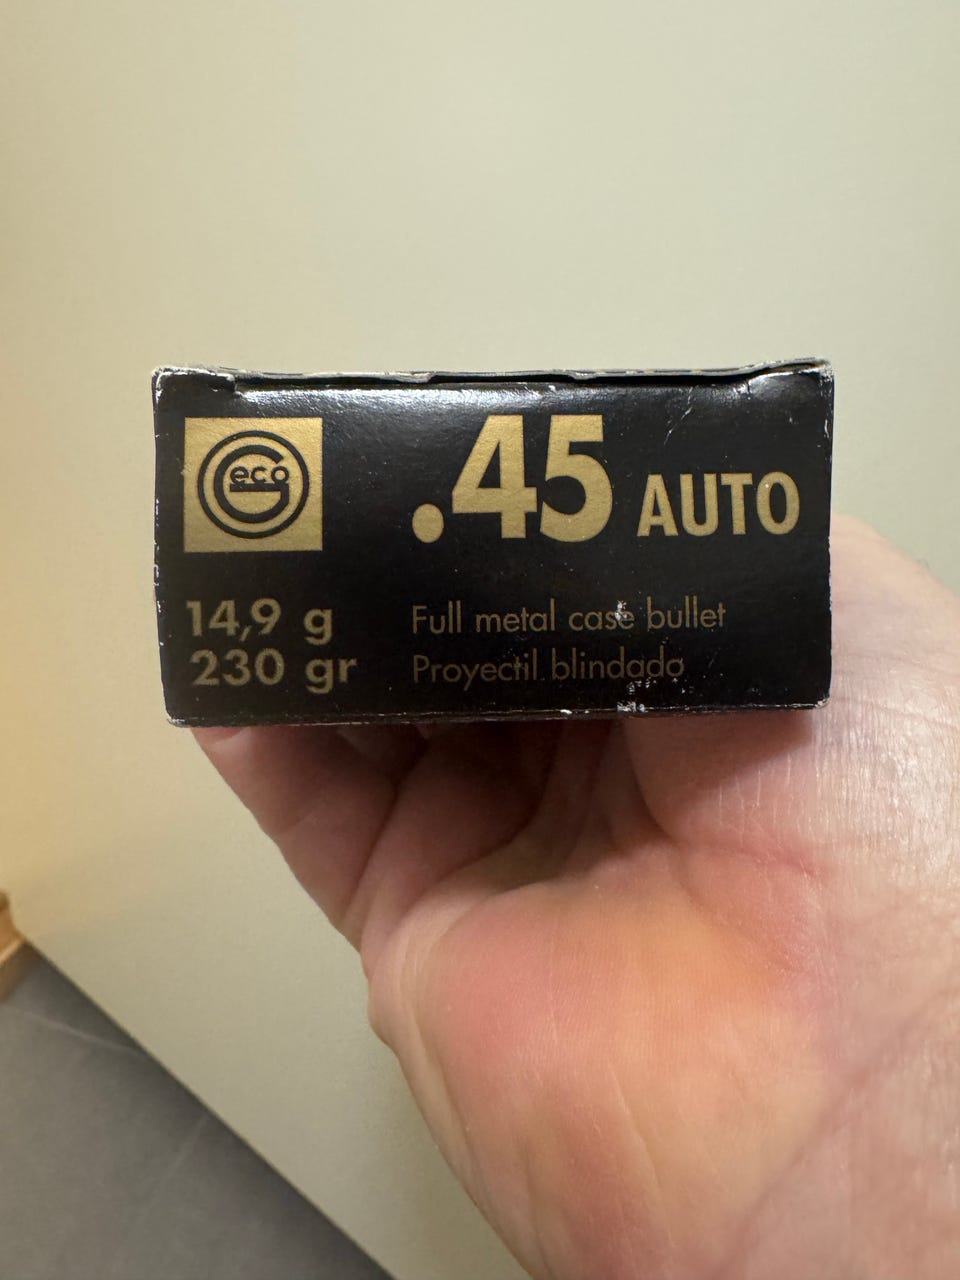 Geco
.45 AUTO
14,9 g
230 gr
Full metal case bullet
Proyectil blindado